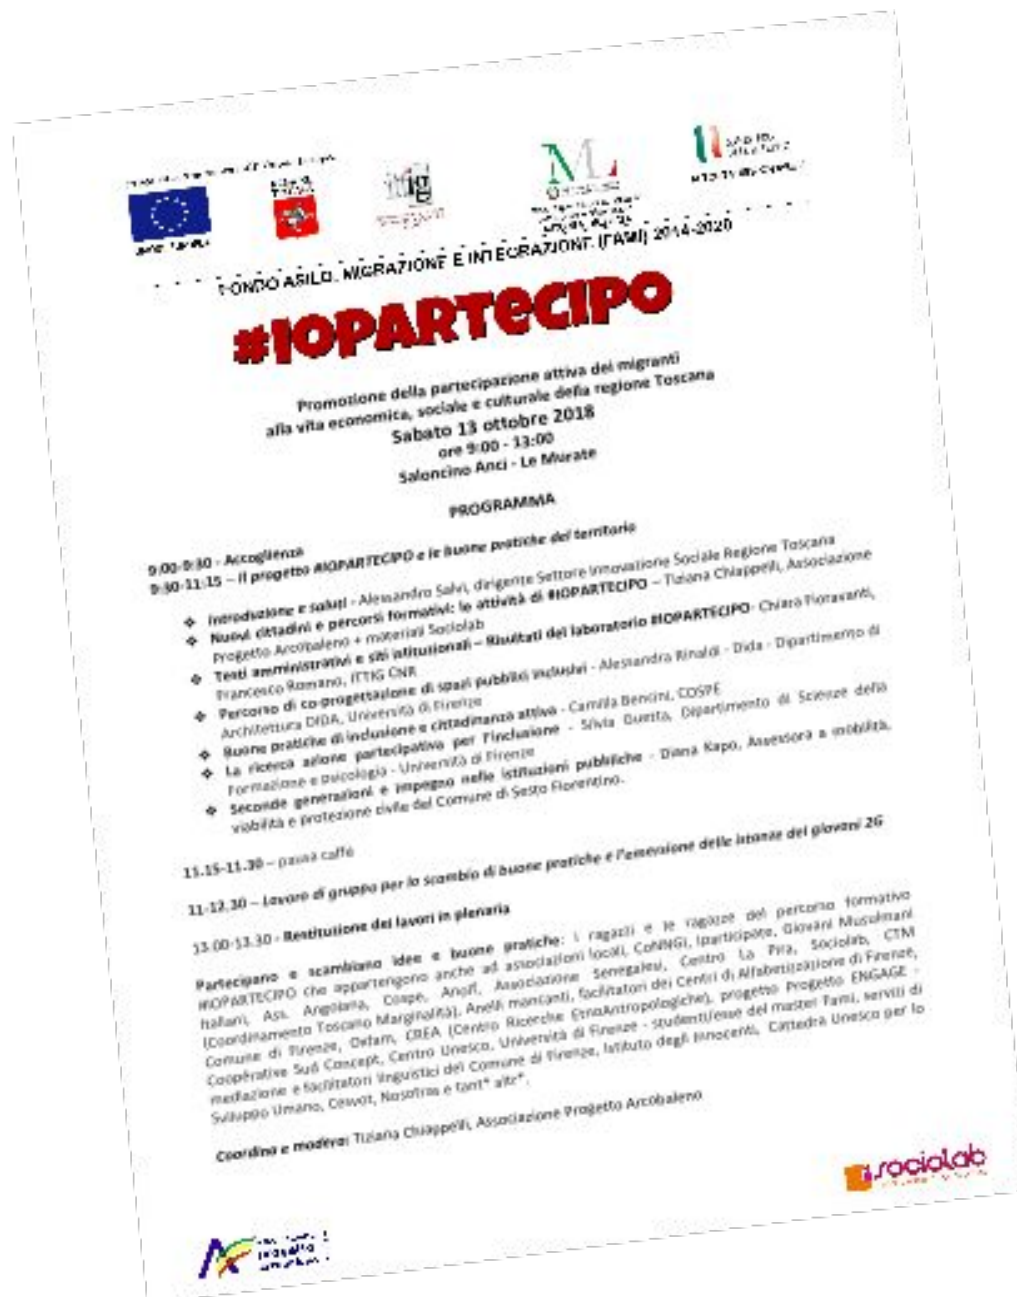 FONDO ASILO, MIGRAZIONE E INTEGRAZIONE (FAMI) 2014-2020
#IOPARTECIPO
Promozione della partecipazione attiva dei migranti
alla vita economica, sociale e culturale della regione Toscana
Sabato 13 ottobre 2018
ore 9:00 - 13:00
Saloncino Anci - Le Murate
PROGRAMMA
9:00-9:30 - Accoglienza
9:30-11:15 – Il progetto #IOPARTECIPO e le buone pratiche del territorio
❖ Introduzione e saluti - Alessandro Salvi, dirigente Settore Innovazione Sociale Regione Toscana
❖ Nuovi cittadini e percorsi formativi: le attività di #IOPARTECIPO – Tiziana Chiappelli, Associazione
Progetto Arcobaleno + materiali Sociolab
❖ Testi amministrativi e siti istituzionali – Risultati del laboratorio #IOPARTECIPO- Chiara Fioravanti,
Francesco Romano, ITTIG CNR
❖ Percorso di co-progettazione di spazi pubblici inclusivi - Alessandra Rinaldi - Dida - Dipartimento di
Architettura DIDA, Università di Firenze
❖ Buone pratiche di inclusione e cittadinanza attiva - Camilla Bencini, COSPE
❖ La ricerca azione partecipativa per l'inclusione - Silvia Guetta, Dipartimento di Scienze della
Formazione e psicologia - Università di Firenze
❖ Seconde generazioni e impegno nelle istituzioni pubbliche - Diana Kapo, Assessora a mobilità,
viabilità e protezione civile del Comune di Sesto Fiorentino.
11.15-11.30 – pausa caffè
11-12.30 – Lavoro di gruppo per lo scambio di buone pratiche e l'emersione delle istanze dei giovani 2G
13.00-13.30 - Restituzione dei lavori in plenaria
Partecipano e scambiano idee e buone pratiche: i ragazzi e le ragazze del percorso formativo
#IOPARTECIPO che appartengono anche ad associazioni locali, CoNNGI, Iparticipate, Giovani Musulmani
Italiani, Ass. Angolana, Cospe, Anolf, Associazione Senegalesi, Centro La Pira, Sociolab, CTM
(Coordinamento Toscano Marginalità), Anelli mancanti, facilitatori dei Centri di Alfabetizzazione di Firenze,
Comune di Firenze, Oxfam, CREA (Centro Ricerche EtnoAntropologiche), progetto Progetto ENGAGE -
Coopérative Sud Concept, Centro Unesco, Università di Firenze - studenti/esse del master Fami, servizi di
mediazione e facilitatori linguistici del Comune di Firenze, Istituto degli Innocenti, Cattedra Unesco per lo
Sviluppo Umano, Cesvot, Nosotras e tant* altr*.
Coordina e modera: Tiziana Chiappelli, Associazione Progetto Arcobaleno
sociolab
progetto
arcobaleno